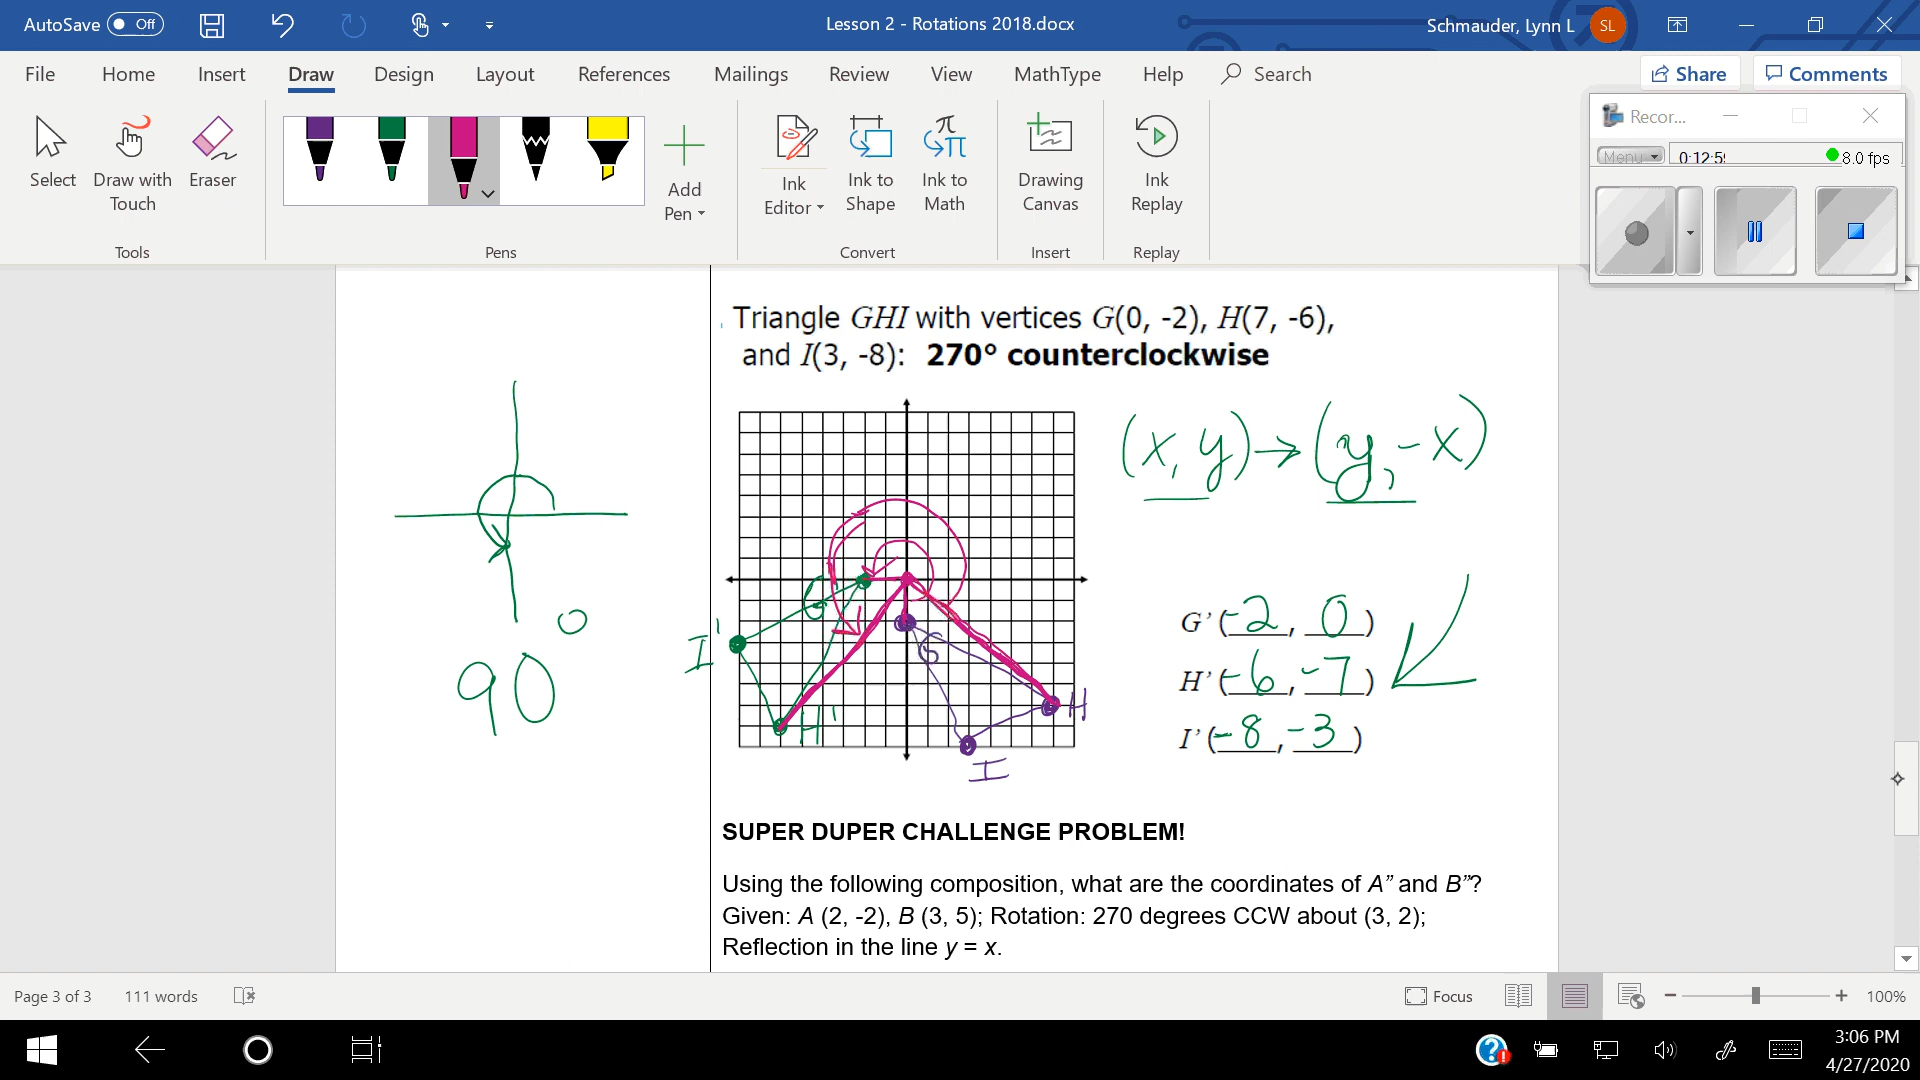 AutoSave Off Lesson 2 - Rotations 2018.docx Schmauder, Lynn L SL
File Home Insert Draw Design Layout References Mailings Review View MathType Help Search Share Comments
Recor...
Menu 0:12:5 8.0 fps
Select Draw with Touch Eraser Add Pen Ink Editor Ink to Shape Ink to Math Drawing Canvas Ink Replay
Tools Pens Convert Insert Replay
Triangle GHI with vertices G(0, -2), H(7, -6),
and I(3, -8): 270° counterclockwise
(x, y) → (y, -x)
G' (-2, 0)
H' (-6, -7)
I' (-8, -3)
90
0
I'
G'
H'
G
H
I
SUPER DUPER CHALLENGE PROBLEM!
Using the following composition, what are the coordinates of A” and B”?
Given: A (2, -2), B (3, 5); Rotation: 270 degrees CCW about (3, 2);
Reflection in the line y = x.
Page 3 of 3 111 words Focus 100%
3:06 PM
4/27/2020